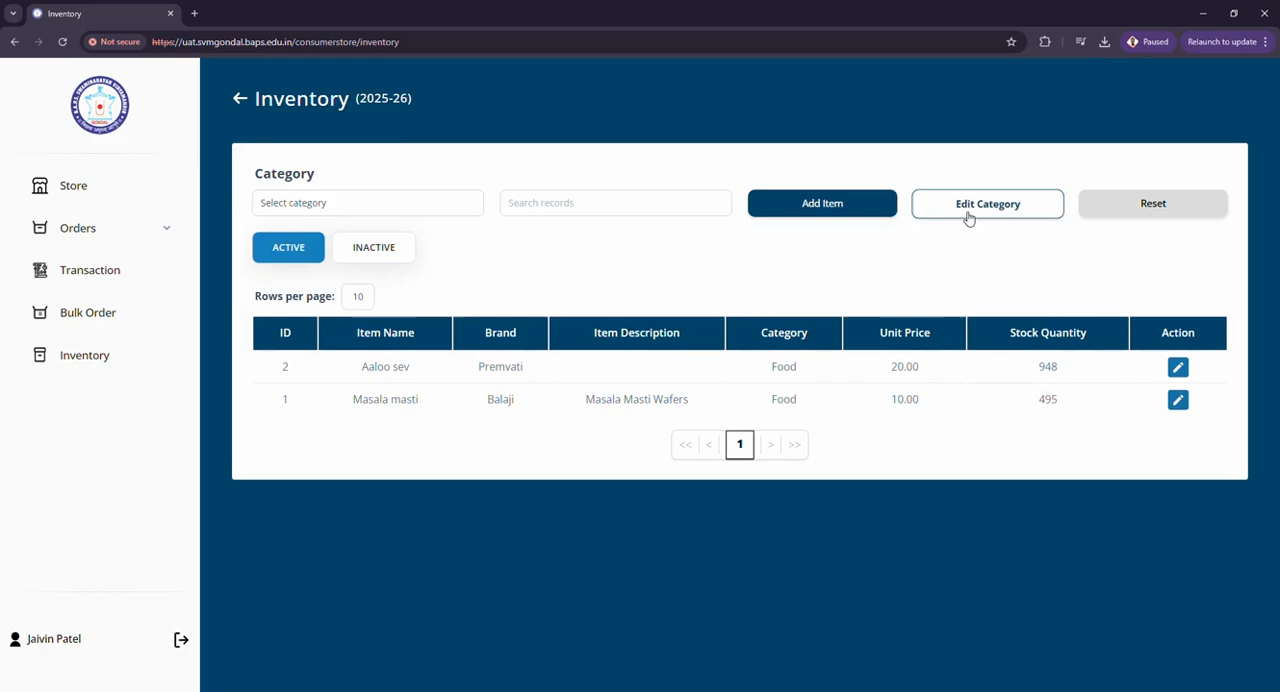 Inventory
Not secure https://uat.svmgondal.baps.edu.in/consumerstore/inventory Paused Relaunch to update
GONDAL
Store
Orders
Transaction
Bulk Order
Inventory
Jaivin Patel
Inventory (2025-26)
Category
Select category Search records Add Item Edit Category Reset
ACTIVE INACTIVE
Rows per page: 10
ID Item Name Brand Item Description Category Unit Price Stock Quantity Action
2 Aaloo sev Premvati Food 20.00 948
1 Masala masti Balaji Masala Masti Wafers Food 10.00 495
<< < 1 > >>